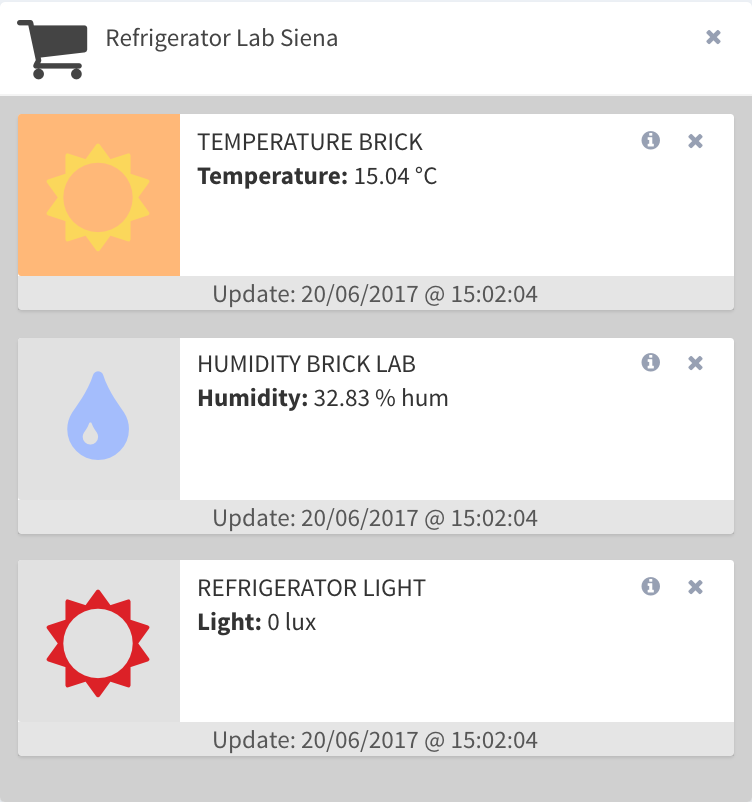 Refrigerator Lab Siena
TEMPERATURE BRICK
Temperature: 15.04 °C
Update: 20/06/2017 @ 15:02:04
HUMIDITY BRICK LAB
Humidity: 32.83 % hum
Update: 20/06/2017 @ 15:02:04
REFRIGERATOR LIGHT
Light: 0 lux
Update: 20/06/2017 @ 15:02:04